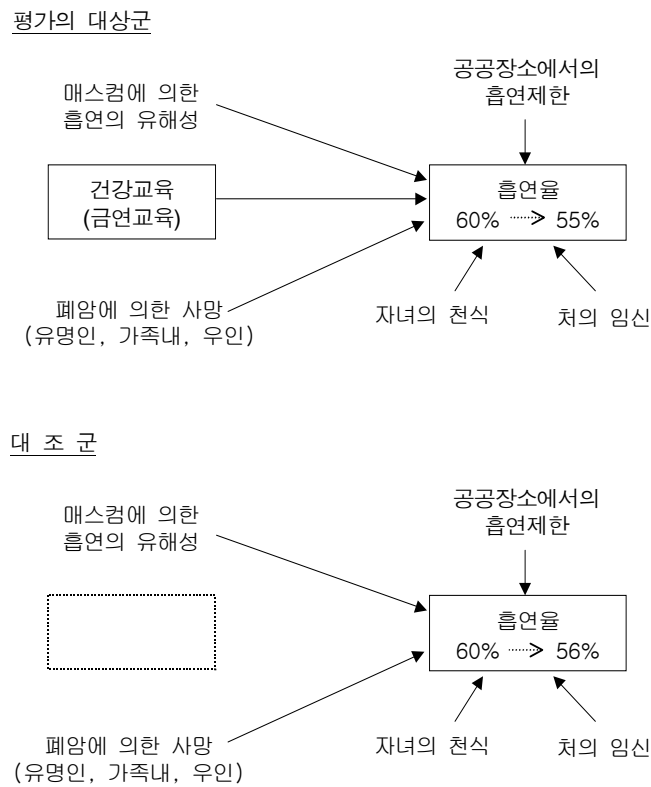 평가의 대상군
공공장소에서의
흡연제한
매스컴에 의한
흡연의 유해성
건강교육
(금연교육)
흡연율
60% 55%
폐암에 의한 사망
(유명인, 가족내, 우인)
자녀의 천식
처의 임신
대 조 군
공공장소에서의
흡연제한
매스컴에 의한
흡연의 유해성
흡연율
60% 56%
폐암에 의한 사망
(유명인, 가족내, 우인)
자녀의 천식
처의 임신